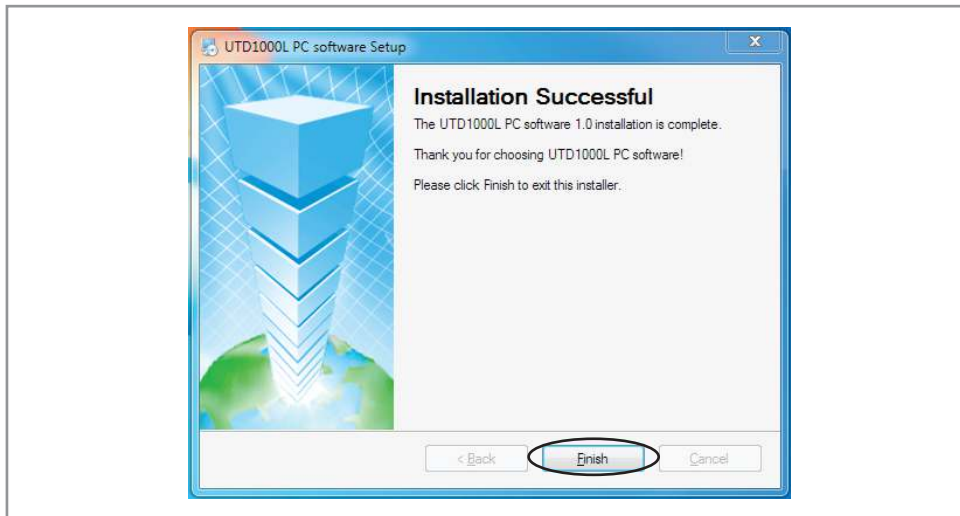 UTD1000L PC software Setup
Installation Successful
The UTD1000L PC software 1.0 installation is complete.
Thank you for choosing UTD1000L PC software!
Please click Finish to exit this installer.
< Back
Finish
Cancel